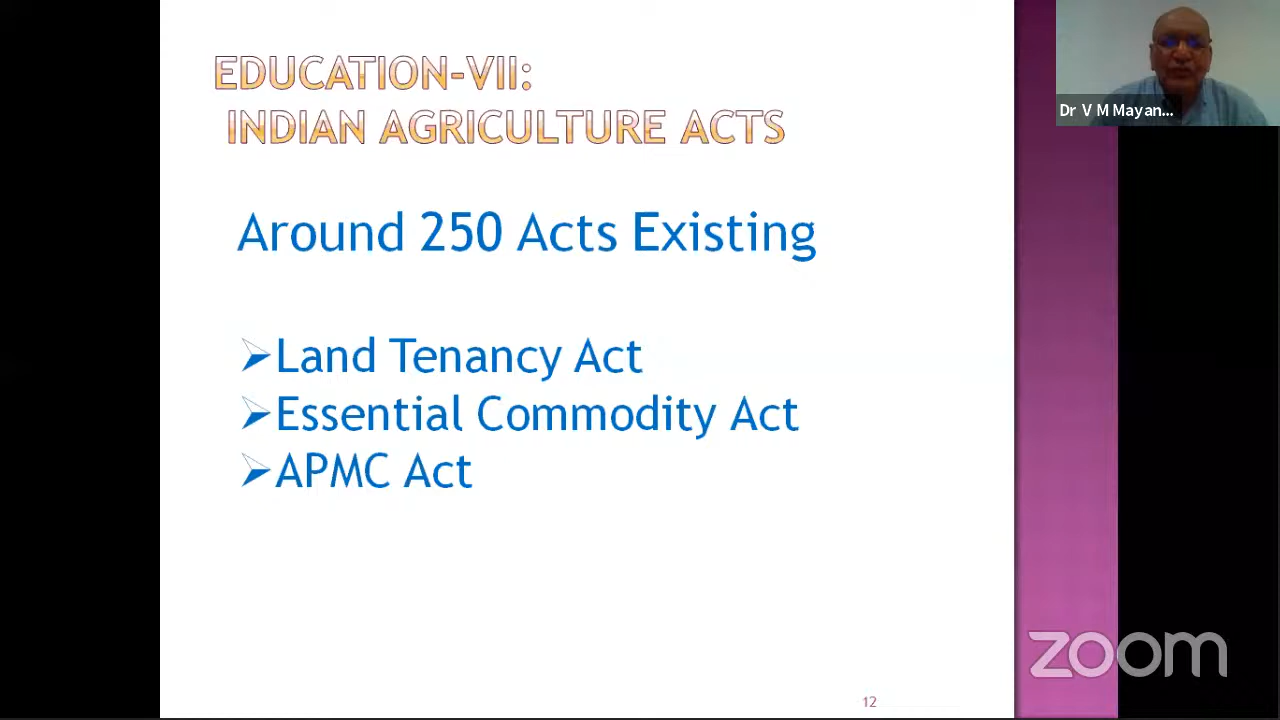 EDUCATION-VII:
INDIAN AGRICULTURE ACTS
Dr V M Mayan...
Around 250 Acts Existing
➢Land Tenancy Act
➢Essential Commodity Act
➢APMC Act
zoom
12